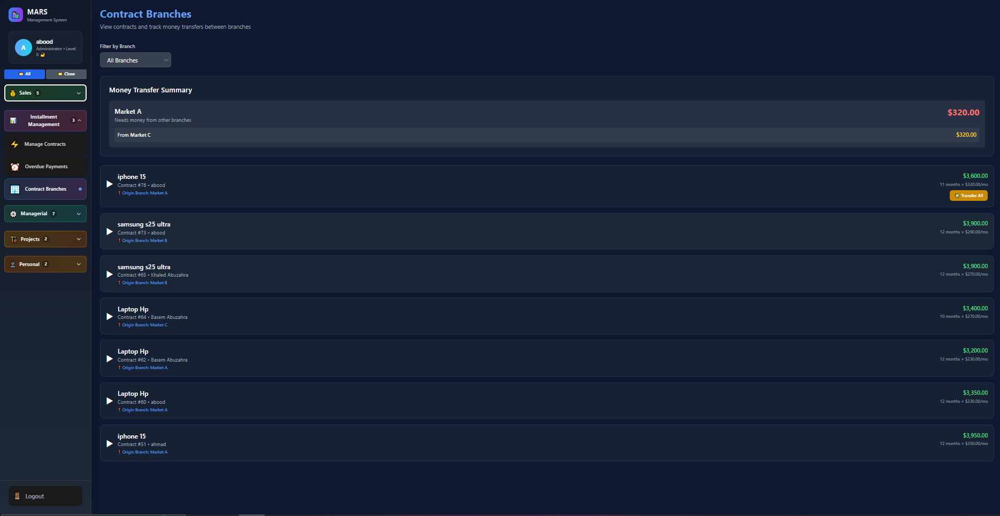 MARS
Management System
A
abood
Administrator • Level
0
All
Close
Sales 5
Installment
Management
3
Manage Contracts
Overdue Payments
Contract Branches
Managerial 7
Projects 2
Personal 2
Logout
Contract Branches
View contracts and track money transfers between branches
Filter by Branch
All Branches
Money Transfer Summary
Market A
$320.00
Needs money from other branches
From Market C
$320.00
iphone 15
$3,600.00
Contract #76 • abood
11 months × $320.00/mo
Origin Branch: Market A
Transfer All
samsung s25 ultra
$3,900.00
Contract #73 • abood
12 months × $290.00/mo
Origin Branch: Market B
samsung s25 ultra
$3,900.00
Contract #65 • Khaled Abuzahra
12 months × $270.00/mo
Origin Branch: Market B
Laptop Hp
$3,400.00
Contract #64 • Basem Abuzahra
10 months × $270.00/mo
Origin Branch: Market C
Laptop Hp
$3,200.00
Contract #62 • Basem Abuzahra
12 months × $230.00/mo
Origin Branch: Market A
Laptop Hp
$3,350.00
Contract #60 • abood
12 months × $230.00/mo
Origin Branch: Market A
iphone 15
$3,950.00
Contract #51 • ahmad
12 months × $350.00/mo
Origin Branch: Market A